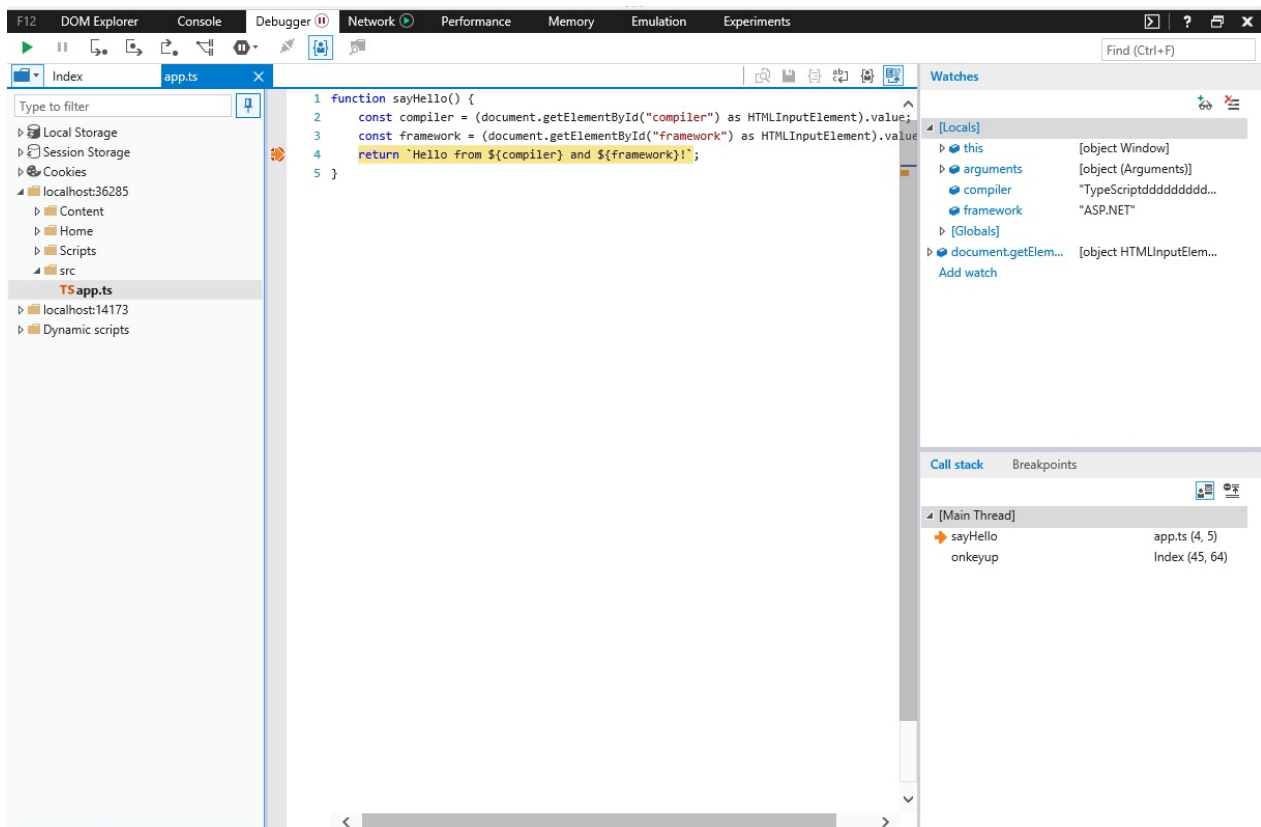 F12 DOM Explorer Console Debugger Network Performance Memory Emulation Experiments ?
Find (Ctrl+F)
Index app.ts
Type to filter
Local Storage
Session Storage
Cookies
localhost:36285
Content
Home
Scripts
src
TS app.ts
localhost:14173
Dynamic scripts
1 function sayHello() {
2 const compiler = (document.getElementById("compiler") as HTMLInputElement).value;
3 const framework = (document.getElementById("framework") as HTMLInputElement).value
4 return `Hello from ${compiler} and ${framework}!`;
5 }
Watches
[Locals]
this [object Window]
arguments [object (Arguments)]
compiler "TypeScriptdddddddddd...
framework "ASP.NET"
[Globals]
document.getElem... [object HTMLInputElem...
Add watch
Call stack Breakpoints
[Main Thread]
sayHello app.ts (4, 5)
onkeyup Index (45, 64)